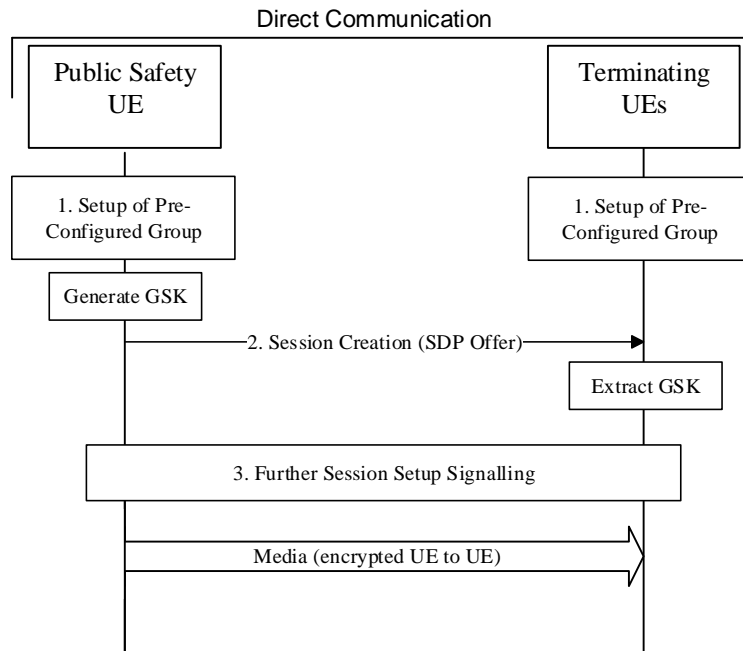 Direct Communication
Public Safety
UE
Terminating
UEs
1. Setup of Pre-
Configured Group
1. Setup of Pre-
Configured Group
Generate GSK
2. Session Creation (SDP Offer)
Extract GSK
3. Further Session Setup Signalling
Media (encrypted UE to UE)